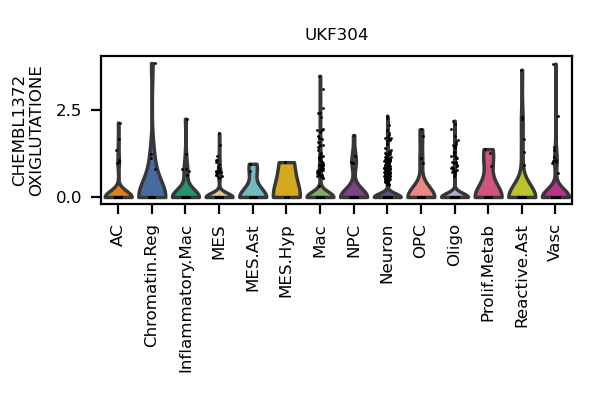 UKF304
CHEMBL1372
OXIGLUTATIONE
2.5
0.0
AC
Chromatin.Reg
Inflammatory.Mac
MES
MES.Ast
MES.Hyp
Mac
NPC
Neuron
OPC
Oligo
Prolif.Metab
Reactive.Ast
Vasc